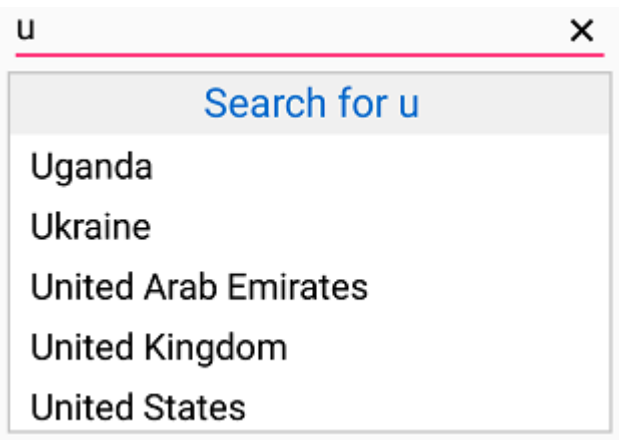 u
Search for u
Uganda
Ukraine
United Arab Emirates
United Kingdom
United States